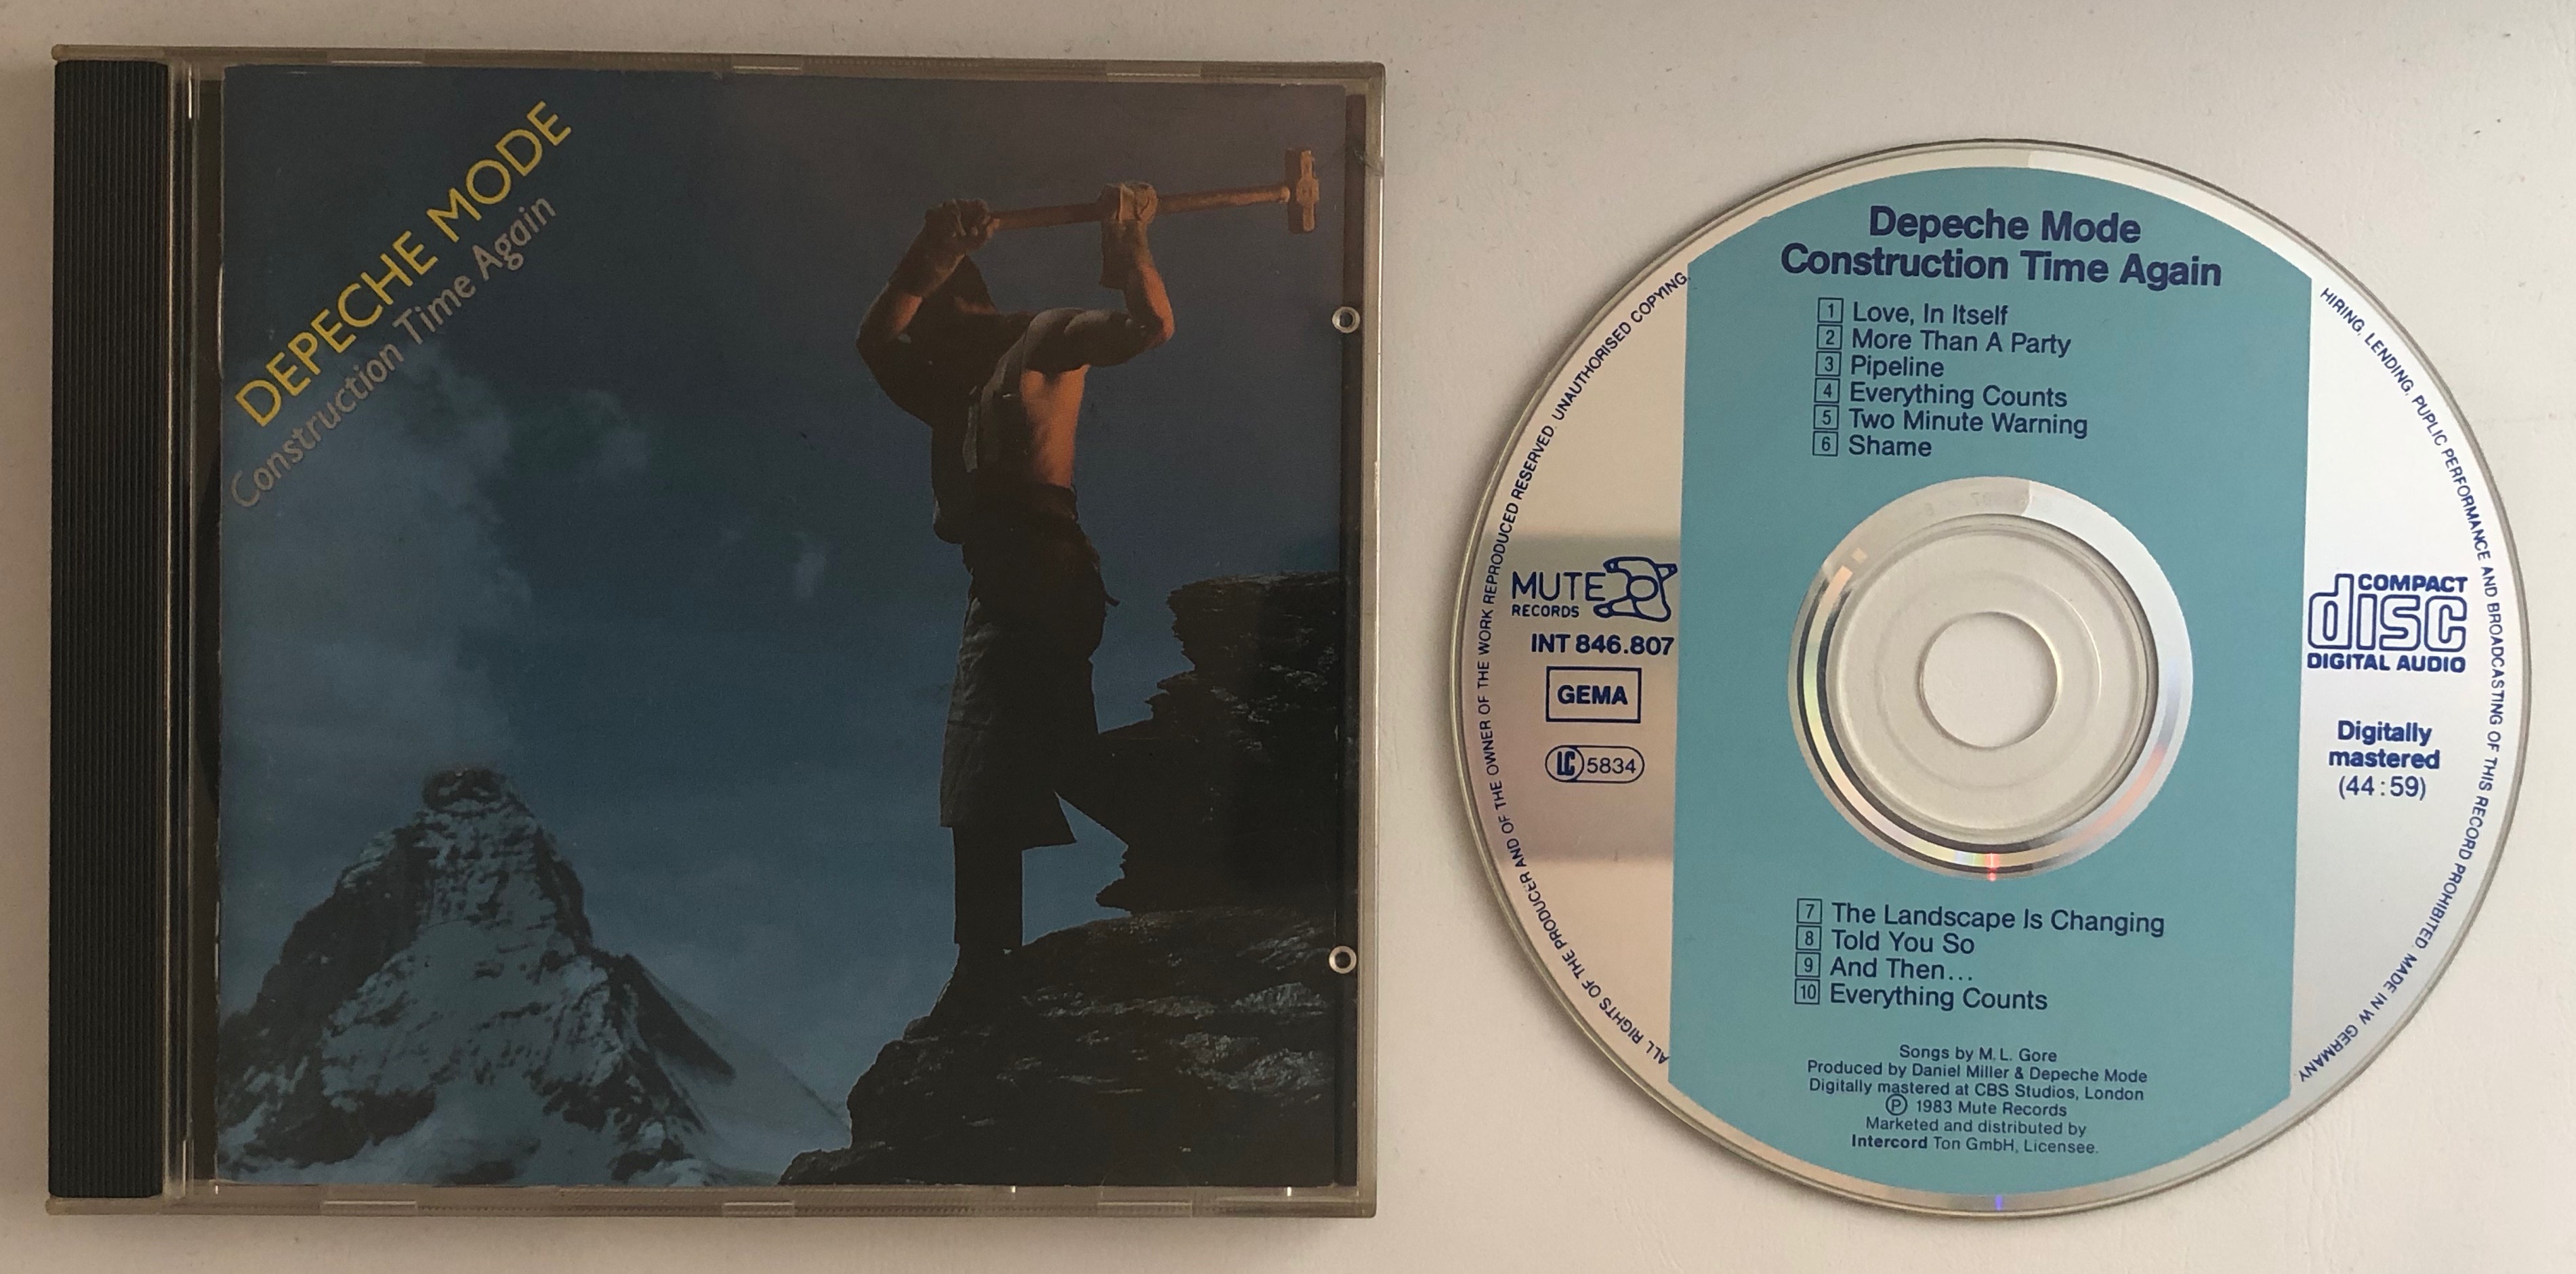 DEPECHE MODE
Construction Time Again
Depeche Mode
Construction Time Again
1 Love, In Itself
2 More Than A Party
3 Pipeline
4 Everything Counts
5 Two Minute Warning
6 Shame
MUTE
RECORDS
INT 846.807
GEMA
LC 5834
COMPACT
disc
DIGITAL AUDIO
Digitally
mastered
(44:59)
7 The Landscape Is Changing
8 Told You So
9 And Then...
10 Everything Counts
Songs by M. L. Gore
Produced by Daniel Miller & Depeche Mode
Digitally mastered at CBS Studios, London
Ⓟ 1983 Mute Records
Marketed and distributed by
Intercord Ton GmbH, Licensee.
ALL RIGHTS OF THE PRODUCER AND OF THE OWNER OF THE WORK REPRODUCED RESERVED. UNAUTHORISED COPYING,
HIRING, LENDING, PUPLIC PERFORMANCE AND BROADCASTING OF THIS RECORD PROHIBITED. MADE IN W. GERMANY